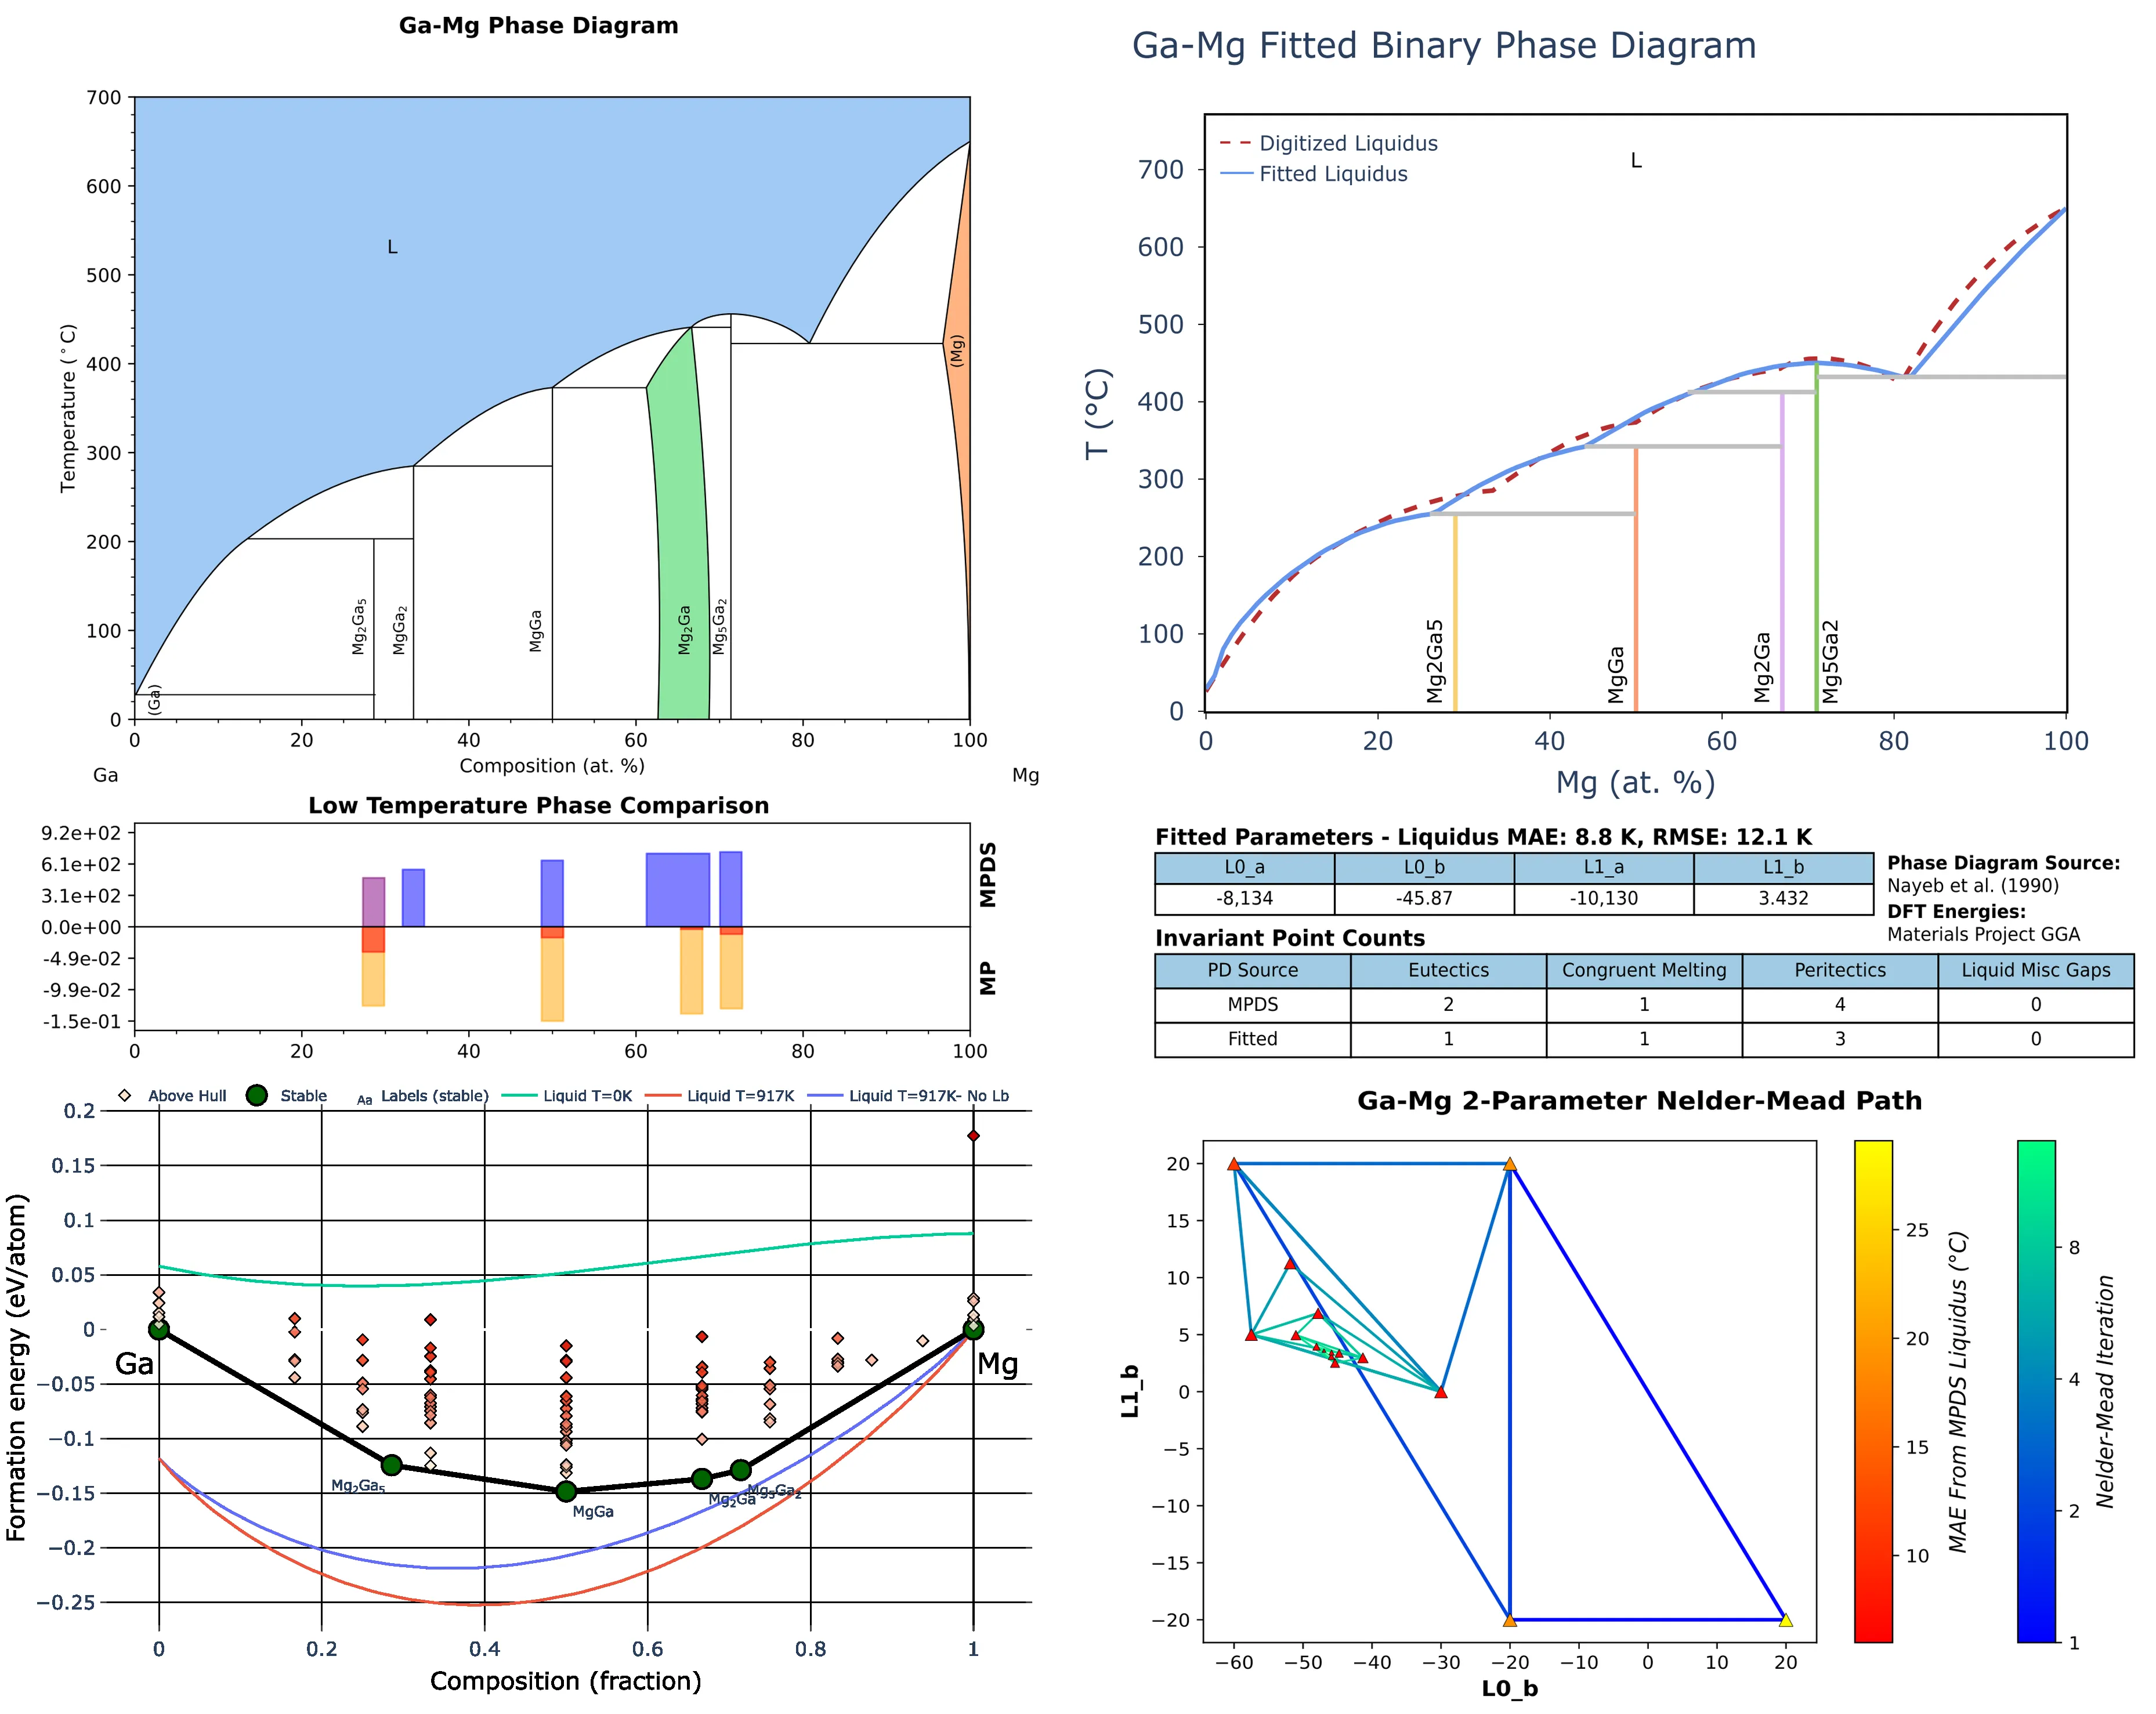 Ga-Mg Phase Diagram
Temperature (°C)
700
600
500
400
300
200
100
0
L
(Ga)
Mg2Ga5
MgGa2
MgGa
Mg2Ga
Mg5Ga2
(Mg)
0 20 40 60 80 100
Composition (at. %)
Ga Mg
Ga-Mg Fitted Binary Phase Diagram
Digitized Liquidus
Fitted Liquidus
L
T (°C)
700
600
500
400
300
200
100
0
Mg2Ga5
MgGa
Mg2Ga
Mg5Ga2
0 20 40 60 80 100
Mg (at. %)
Low Temperature Phase Comparison
9.2e+02
6.1e+02
3.1e+02
0.0e+00
-4.9e-02
-9.9e-02
-1.5e-01
MPDS
MP
0 20 40 60 80 100
Fitted Parameters - Liquidus MAE: 8.8 K, RMSE: 12.1 K
L0_a L0_b L1_a L1_b
-8,134 -45.87 -10,130 3.432
Phase Diagram Source:
Nayeb et al. (1990)
DFT Energies:
Materials Project GGA
Invariant Point Counts
PD Source Eutectics Congruent Melting Peritectics Liquid Misc Gaps
MPDS 2 1 4 0
Fitted 1 1 3 0
Above Hull Stable Aa Labels (stable) Liquid T=0K Liquid T=917K Liquid T=917K- No Lb
Formation energy (eV/atom)
0.2
0.15
0.1
0.05
0
−0.05
−0.1
−0.15
−0.2
−0.25
Ga
Mg
Mg2Ga5
MgGa
Mg2Ga
Mg5Ga2
0 0.2 0.4 0.6 0.8 1
Composition (fraction)
Ga-Mg 2-Parameter Nelder-Mead Path
L1_b
20
15
10
5
0
−5
−10
−15
−20
−60 −50 −40 −30 −20 −10 0 10 20
L0_b
25
20
15
10
MAE From MPDS Liquidus (°C)
8
4
2
1
Nelder-Mead Iteration